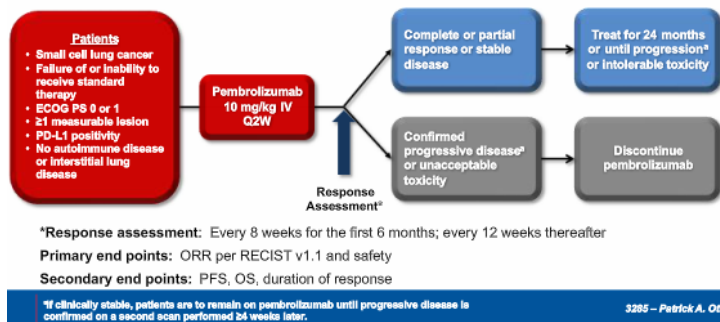 Patients
• Small cell lung cancer
• Failure of or inability to
receive standard
therapy
• ECOG PS 0 or 1
• ≥1 measurable lesion
• PD-L1 positivity
• No autoimmune disease
or interstitial lung
disease
Pembrolizumab
10 mg/kg IV
Q2W
Response
Assessmentª
Complete or partial
response or stable
disease
Treat for 24 months
or until progressionª
or intolerable toxicity
Confirmed
progressive diseaseª
or unacceptable
toxicity
Discontinue
pembrolizumab
*Response assessment: Every 8 weeks for the first 6 months; every 12 weeks thereafter
Primary end points: ORR per RECIST v1.1 and safety
Secondary end points: PFS, OS, duration of response
ªIf clinically stable, patients are to remain on pembrolizumab until progressive disease is
confirmed on a second scan performed ≥4 weeks later.
3285 – Patrick A.